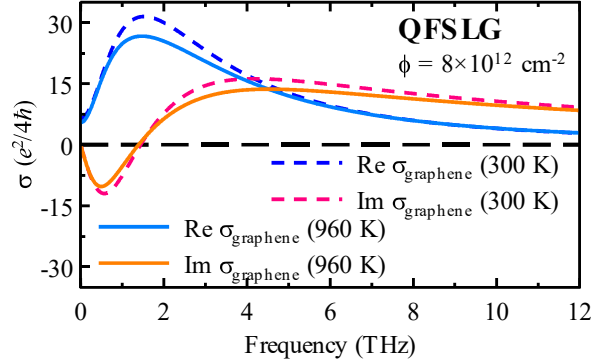 QFSLG
ϕ = 8×10¹² cm⁻²
σ (e²/4ħ)
30
15
0
-15
-30
Re σgraphene (300 K)
Im σgraphene (300 K)
Re σgraphene (960 K)
Im σgraphene (960 K)
0 2 4 6 8 10 12
Frequency (THz)